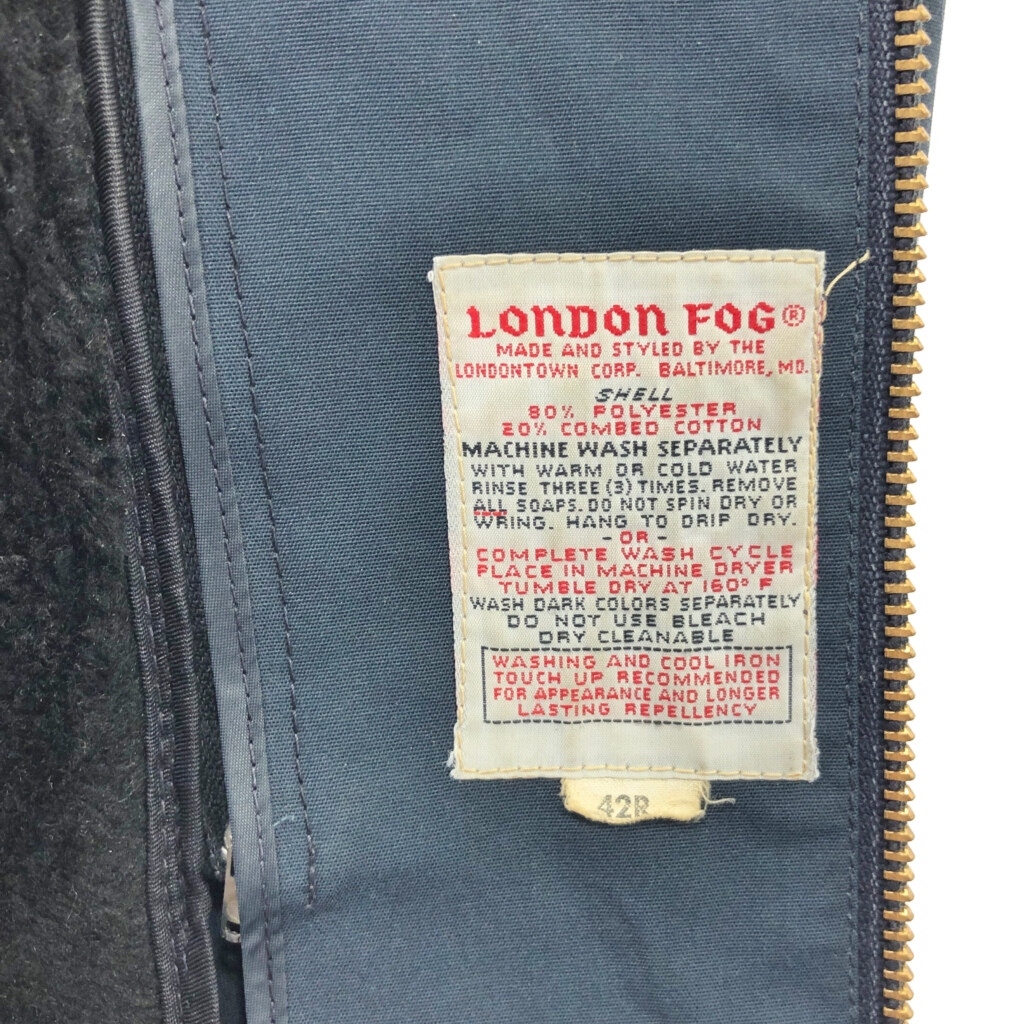 LONDON FOG®
MADE AND STYLED BY THE
LONDONTOWN CORP. BALTIMORE, MD.
SHELL
80% POLYESTER
20% COMBED COTTON
MACHINE WASH SEPARATELY
WITH WARM OR COLD WATER
RINSE THREE (3) TIMES. REMOVE
ALL SOAPS. DO NOT SPIN DRY OR
WRING. HANG TO DRIP DRY.
- OR -
COMPLETE WASH CYCLE
PLACE IN MACHINE DRYER
TUMBLE DRY AT 160° F
WASH DARK COLORS SEPARATELY
DO NOT USE BLEACH
DRY CLEANABLE
WASHING AND COOL IRON
TOUCH UP RECOMMENDED
FOR APPEARANCE AND LONGER
LASTING REPELLENCY
42R